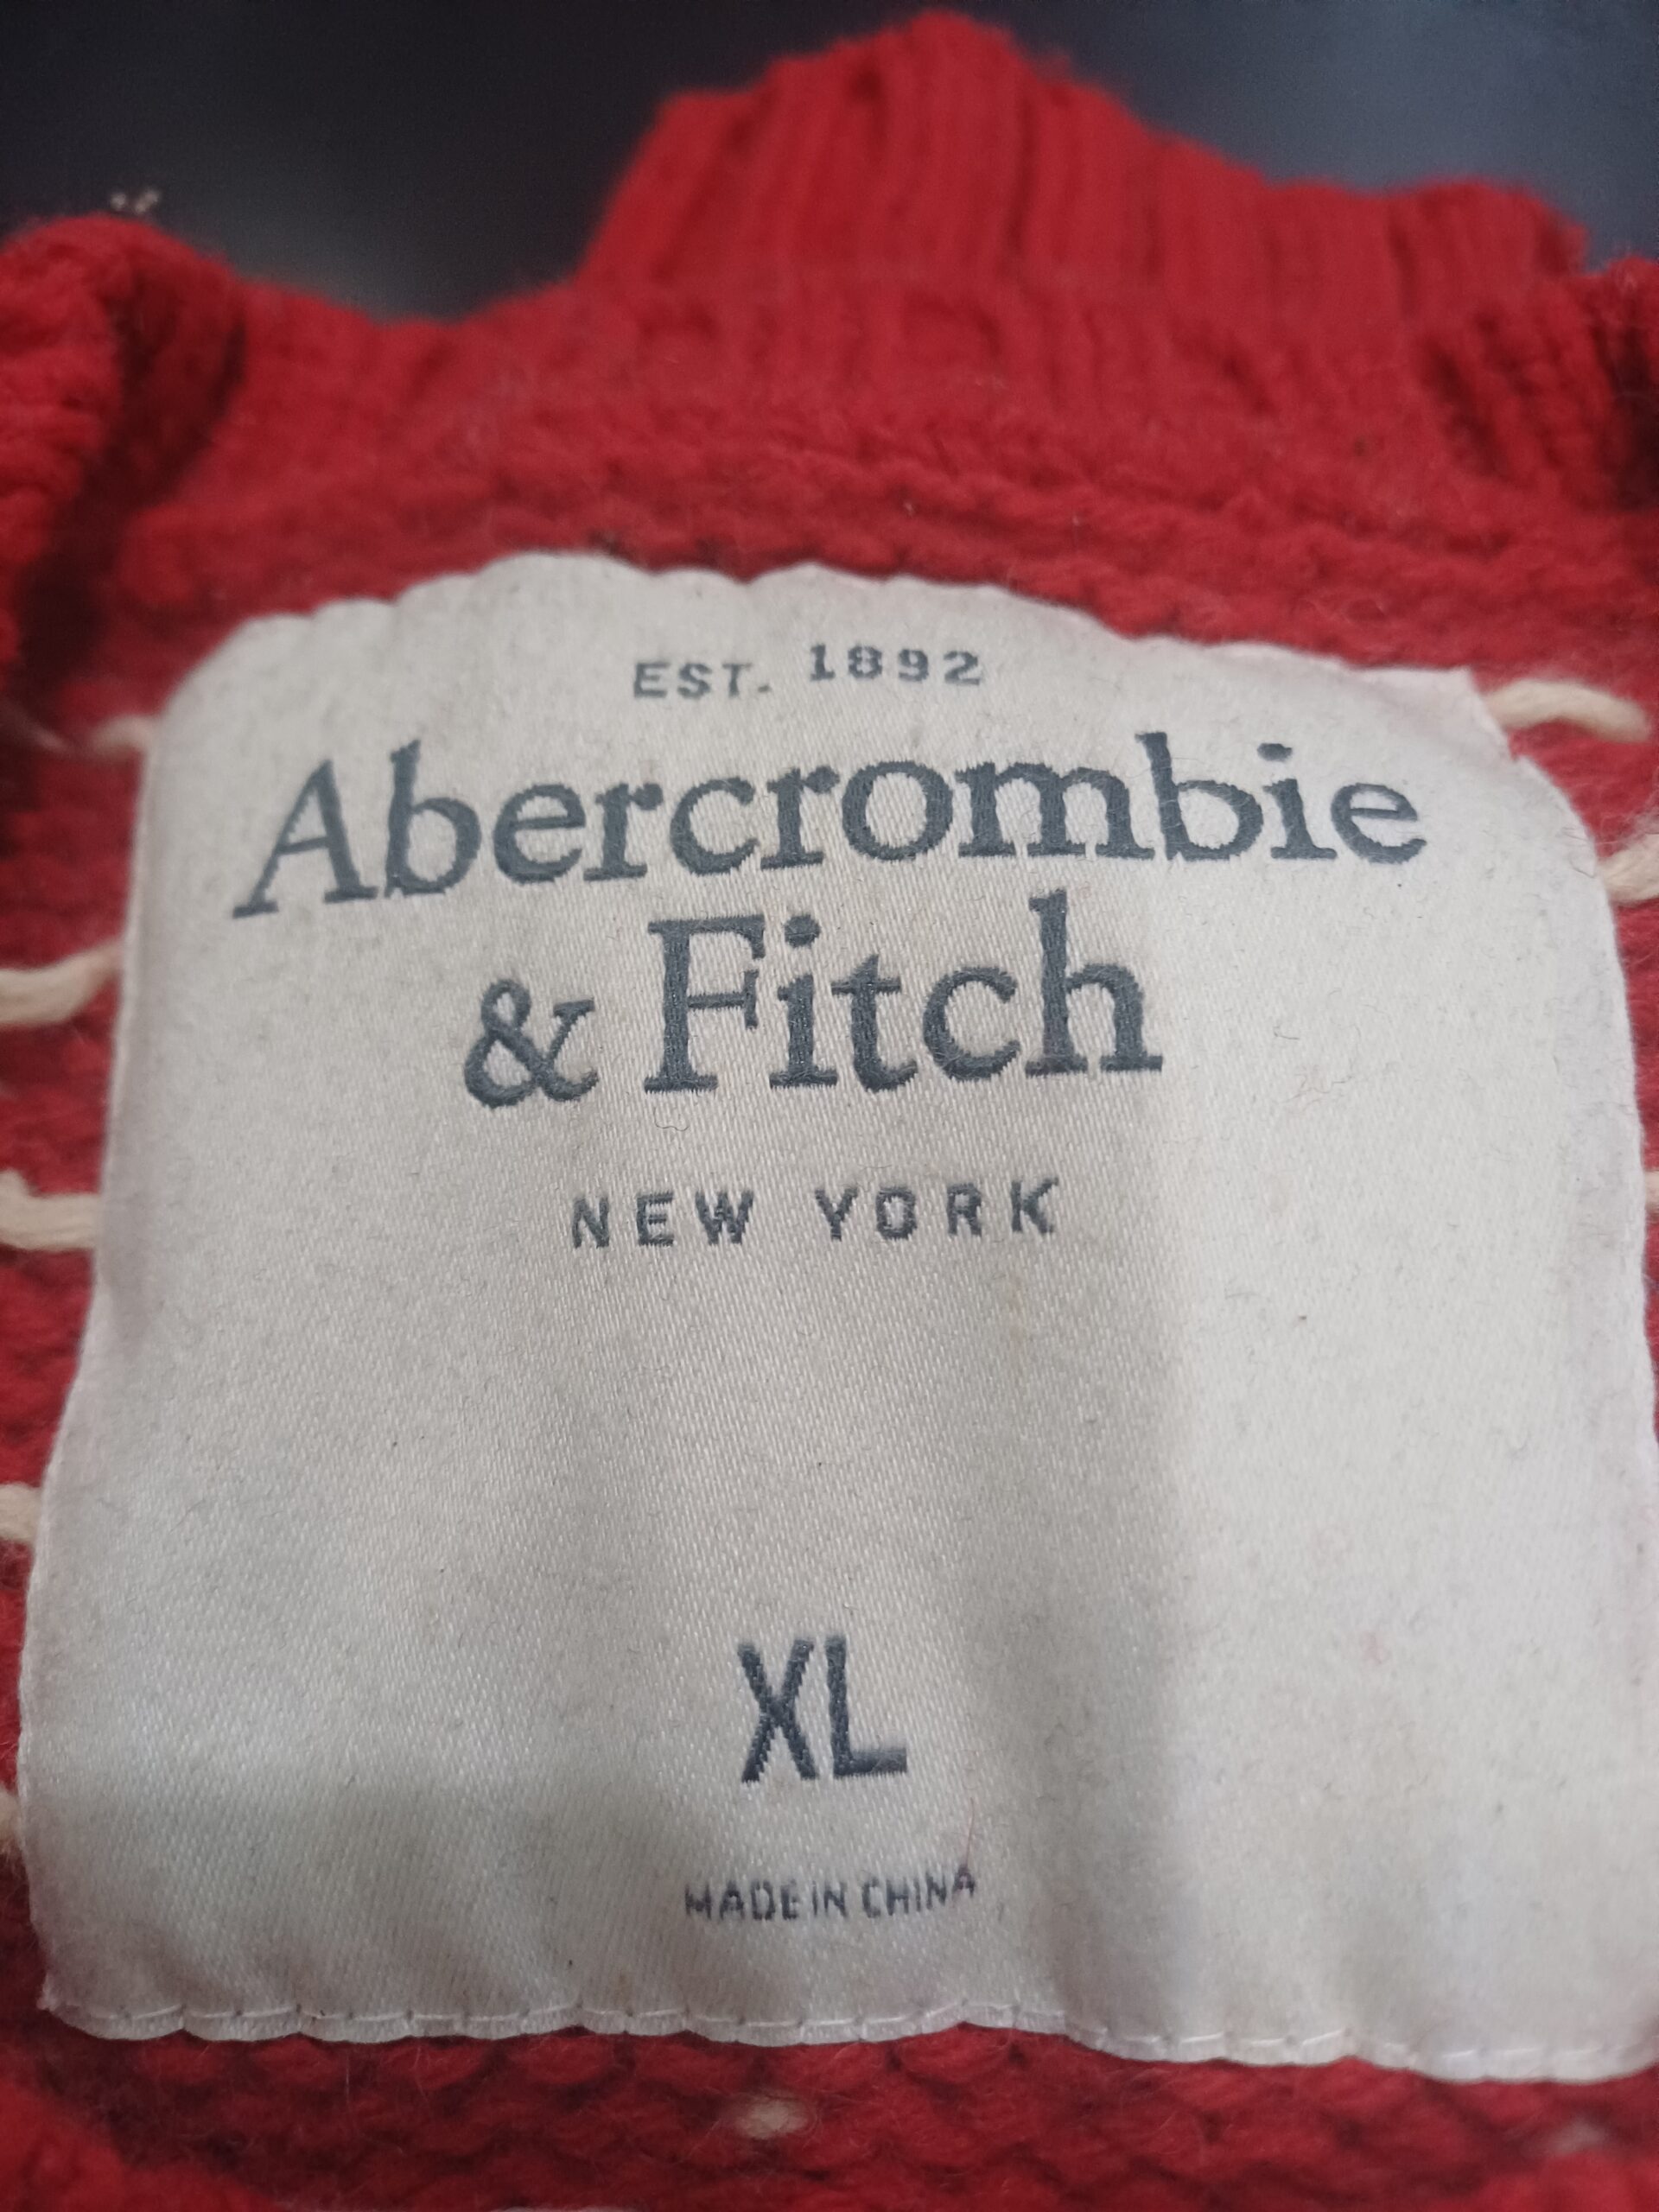 EST. 1892
Abercrombie
& Fitch
NEW YORK
XL
MADE IN CHINA